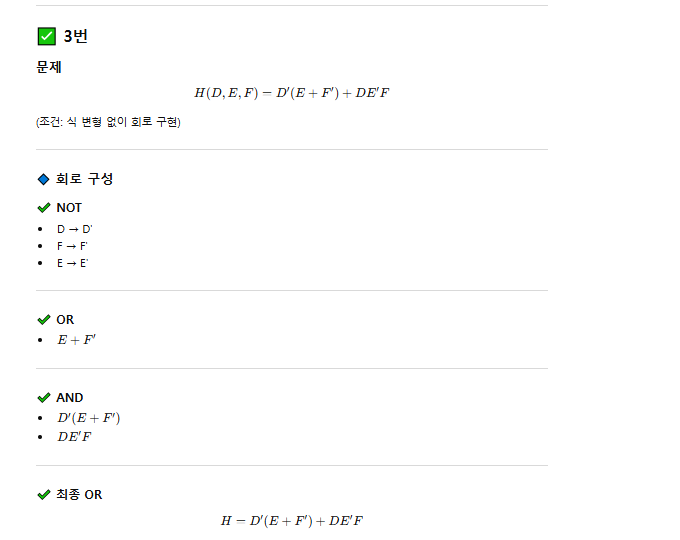 ✅ 3번
문제
H(D, E, F) = D′(E + F′) + DE′F
(조건: 식 변형 없이 회로 구현)
🔷 회로 구성
✔ NOT
• D → D'
• F → F'
• E → E'
✔ OR
• E + F′
✔ AND
• D′(E + F′)
• DE′F
✔ 최종 OR
H = D′(E + F′) + DE′F